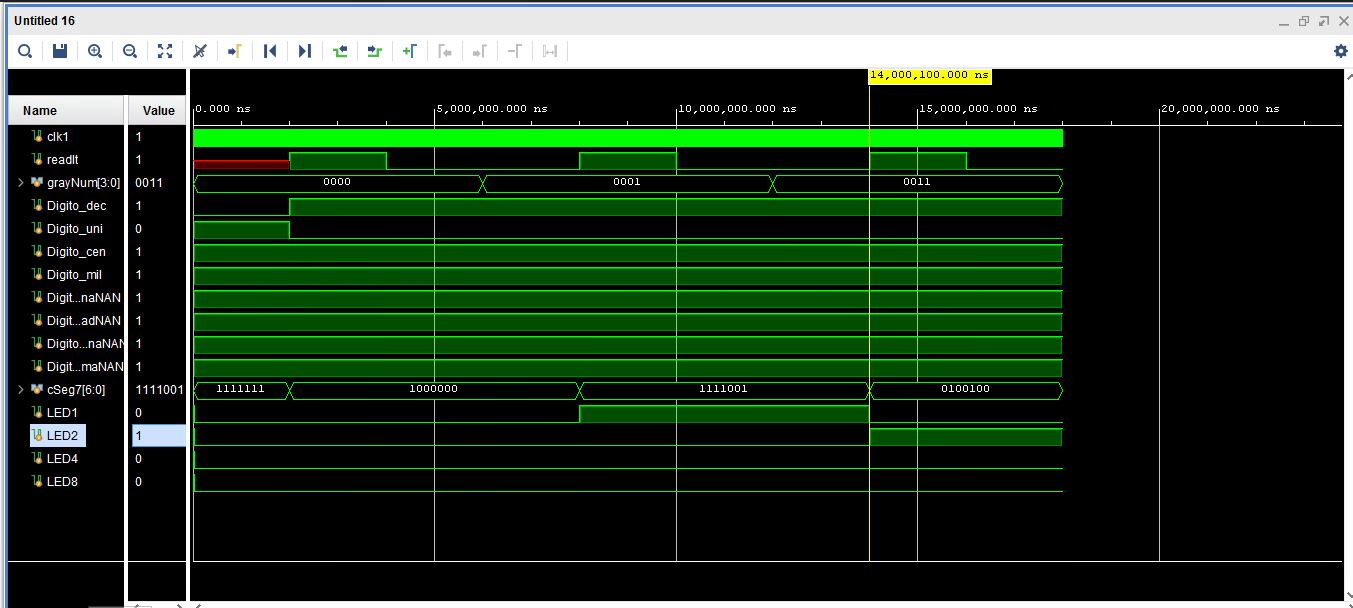 Untitled 16
14,000,100.000 ns
Name Value
0.000 ns 5,000,000.000 ns 10,000,000.000 ns 15,000,000.000 ns 20,000,000.000 ns
clk1 1
readIt 1
grayNum[3:0] 0011 0000 0001 0011
Digito_dec 1
Digito_uni 0
Digito_cen 1
Digito_mil 1
Digit...naNAN 1
Digit...adNAN 1
Digito...naNAN 1
Digit...maNAN 1
cSeg7[6:0] 1111001 1111111 1000000 1111001 0100100
LED1 0
LED2 1
LED4 0
LED8 0